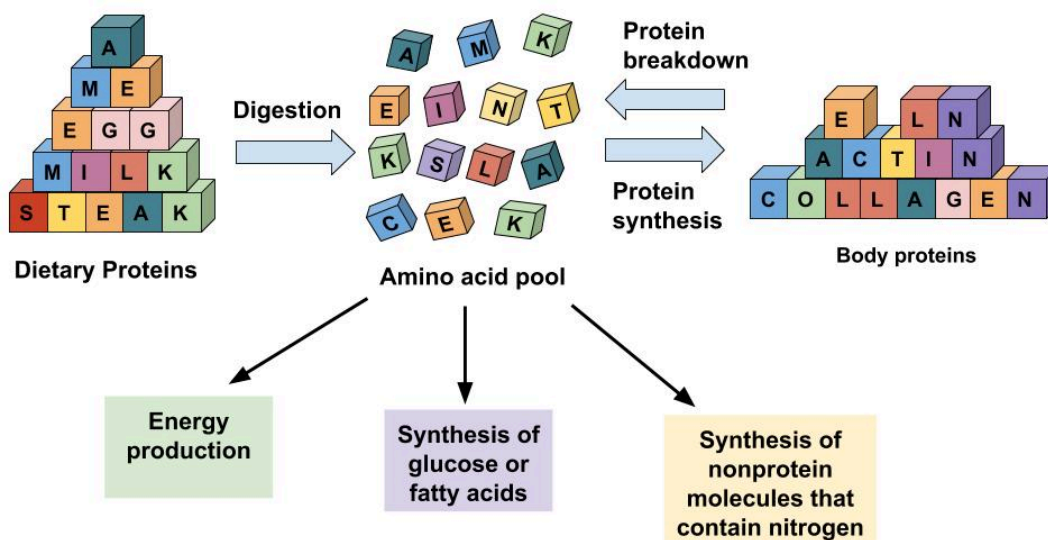 A
M E
E G G
M I L K
S T E A K
Dietary Proteins
Digestion
A M K
E I N T
K S L A
C E K
Amino acid pool
Protein
breakdown
Protein
synthesis
E L N
A C T I N
C O L L A G E N
Body proteins
Energy
production
Synthesis of
glucose or
fatty acids
Synthesis of
nonprotein
molecules that
contain nitrogen